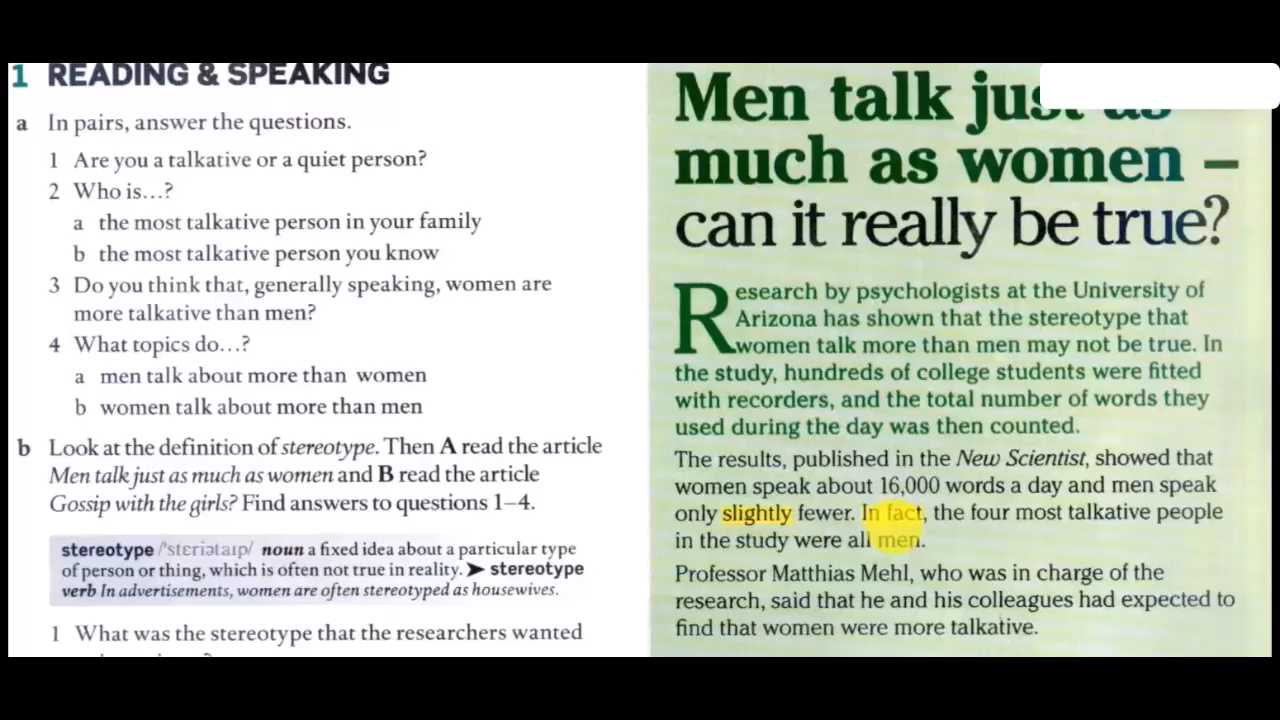 1 READING & SPEAKING
a In pairs, answer the questions.
1 Are you a talkative or a quiet person?
2 Who is...?
a the most talkative person in your family
b the most talkative person you know
3 Do you think that, generally speaking, women are
more talkative than men?
4 What topics do...?
a men talk about more than women
b women talk about more than men
b Look at the definition of stereotype. Then A read the article
Men talk just as much as women and B read the article
Gossip with the girls? Find answers to questions 1–4.
stereotype /ˈsteriətaɪp/ noun a fixed idea about a particular type
of person or thing, which is often not true in reality. ➤ stereotype
verb In advertisements, women are often stereotyped as housewives.
1 What was the stereotype that the researchers wanted
Men talk just as
much as women –
can it really be true?
Research by psychologists at the University of
Arizona has shown that the stereotype that
women talk more than men may not be true. In
the study, hundreds of college students were fitted
with recorders, and the total number of words they
used during the day was then counted.
The results, published in the New Scientist, showed that
women speak about 16,000 words a day and men speak
only slightly fewer. In fact, the four most talkative people
in the study were all men.
Professor Matthias Mehl, who was in charge of the
research, said that he and his colleagues had expected to
find that women were more talkative.